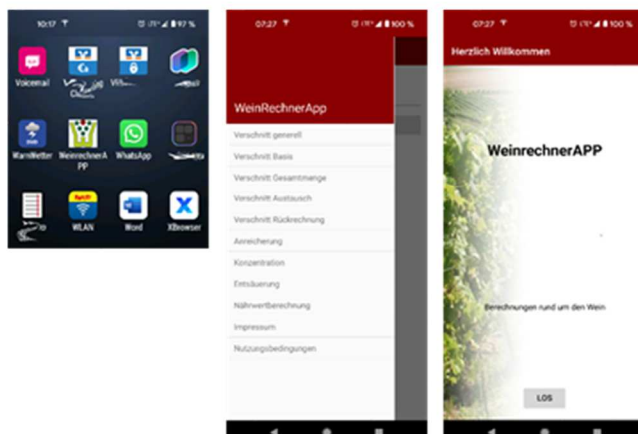 10:17
97 %
Voicemail
WarnWetter
WeinrechnerA
PP
WhatsApp
WLAN
Word
XBrowser
07:27
100 %
WeinRechnerApp
Verschnitt generell
Verschnitt Basis
Verschnitt Gesamtmenge
Verschnitt Austausch
Verschnitt Rückrechnung
Anreicherung
Konzentration
Entsäuerung
Nährwertberechnung
Impressum
Nutzungsbedingungen
07:27
100 %
Herzlich Willkommen
WeinrechnerAPP
Berechnungen rund um den Wein
LOS